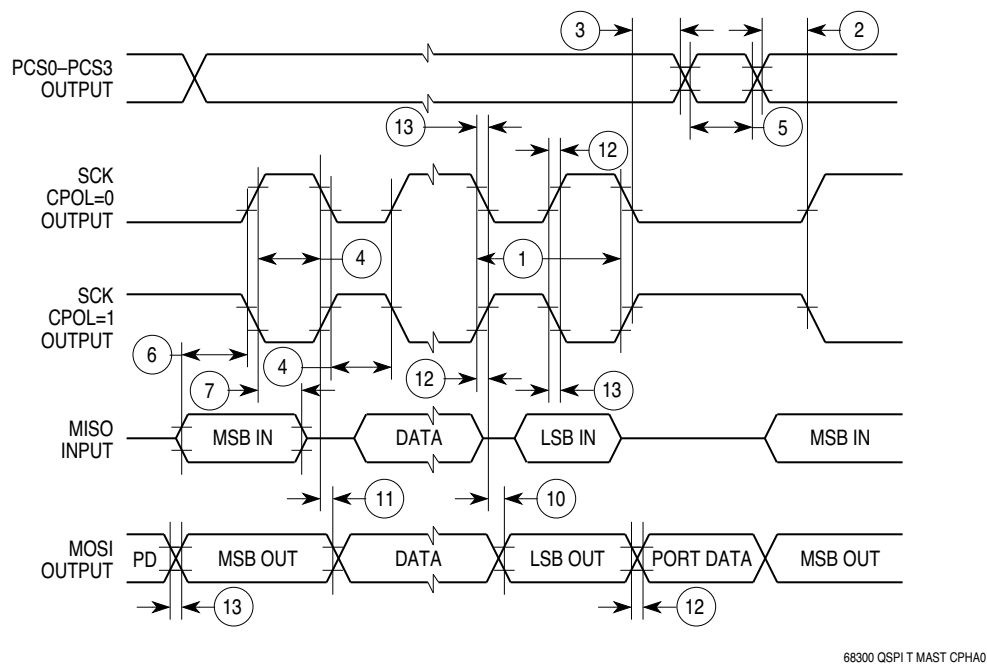 3
2
PCS0–PCS3
OUTPUT
5
13
12
SCK
CPOL=0
OUTPUT
4
1
SCK
CPOL=1
OUTPUT
6
4
12
7
13
MISO
INPUT
MSB IN
DATA
LSB IN
MSB IN
11
10
MOSI
OUTPUT
PD
MSB OUT
DATA
LSB OUT
PORT DATA
MSB OUT
13
12
68300 QSPI T MAST CPHA0